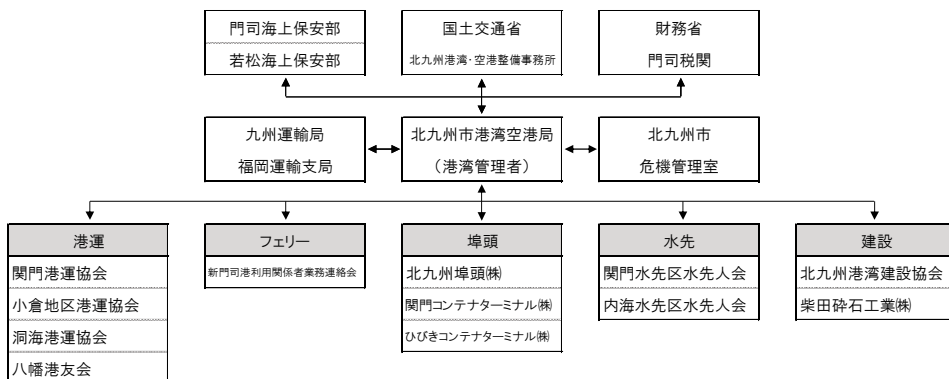 門司海上保安部
若松海上保安部
国土交通省
北九州港湾・空港整備事務所
財務省
門司税関
九州運輸局
福岡運輸支局
北九州市港湾空港局
（港湾管理者）
北九州市
危機管理室
港運
関門港運協会
小倉地区港運協会
洞海港運協会
八幡港友会
フェリー
新門司港利用関係者業務連絡会
埠頭
北九州埠頭㈱
関門コンテナターミナル㈱
ひびきコンテナターミナル㈱
水先
関門水先区水先人会
内海水先区水先人会
建設
北九州港湾建設協会
柴田砕石工業㈱